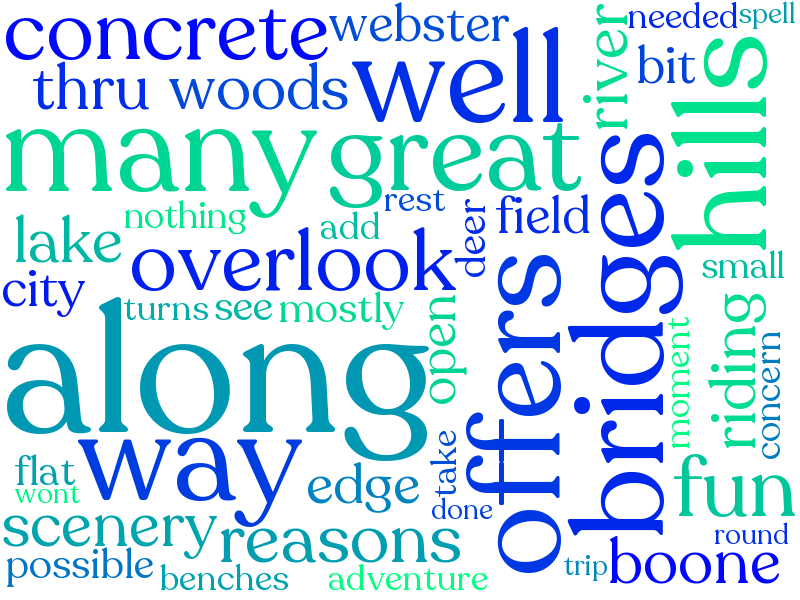 concrete
webster
needed
spell
thru
woods
well
river
bit
hills
many
great
nothing
add
rest
deer
field
bridges
lake
overlook
small
city
turns
see
mostly
open
offers
along
moment
riding
concern
way
flat
wont
edge
take
done
fun
scenery
reasons
round
possible
benches
adventure
trip
boone